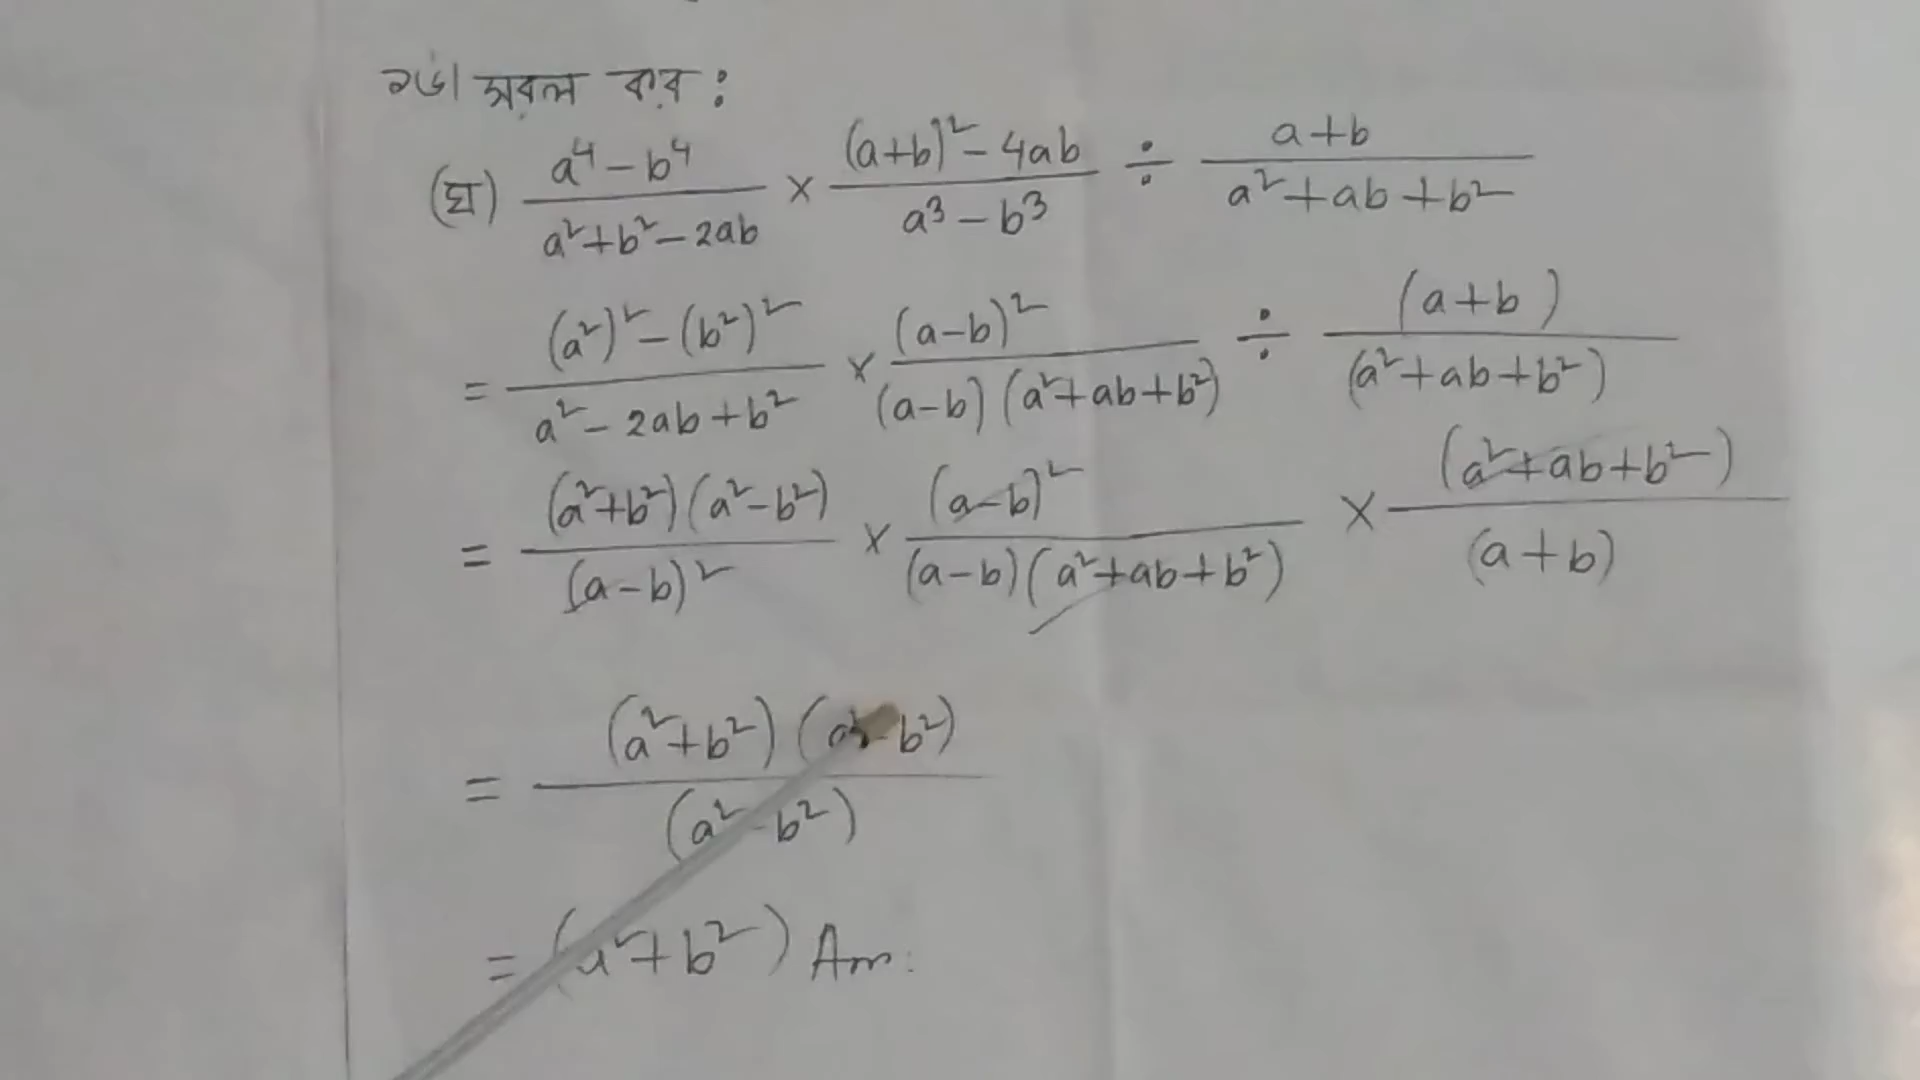 ১৬। সরল কর :
(ঘ) (a⁴ - b⁴)/(a² + b² - 2ab) × ((a+b)² - 4ab)/(a³ - b³) ÷ (a+b)/(a² + ab + b²)
= ((a²)² - (b²)²)/(a² - 2ab + b²) × (a-b)²/((a-b)(a² + ab + b²)) ÷ (a+b)/(a² + ab + b²)
= ((a² + b²)(a² - b²))/(a-b)² × (a-b)²/((a-b)(a² + ab + b²)) × (a² + ab + b²)/(a+b)
= ((a² + b²)(a² - b²))/(a² - b²)
= (a² + b²) Ans: